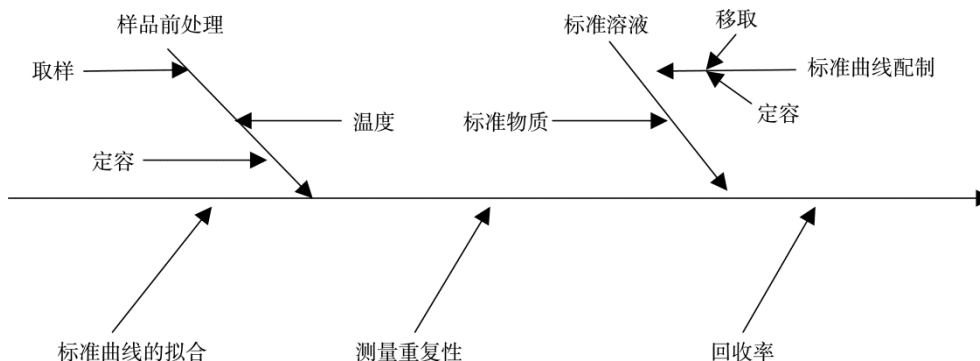 样品前处理
标准溶液
移取
取样
标准曲线配制
温度
标准物质
定容
定容
标准曲线的拟合
测量重复性
回收率